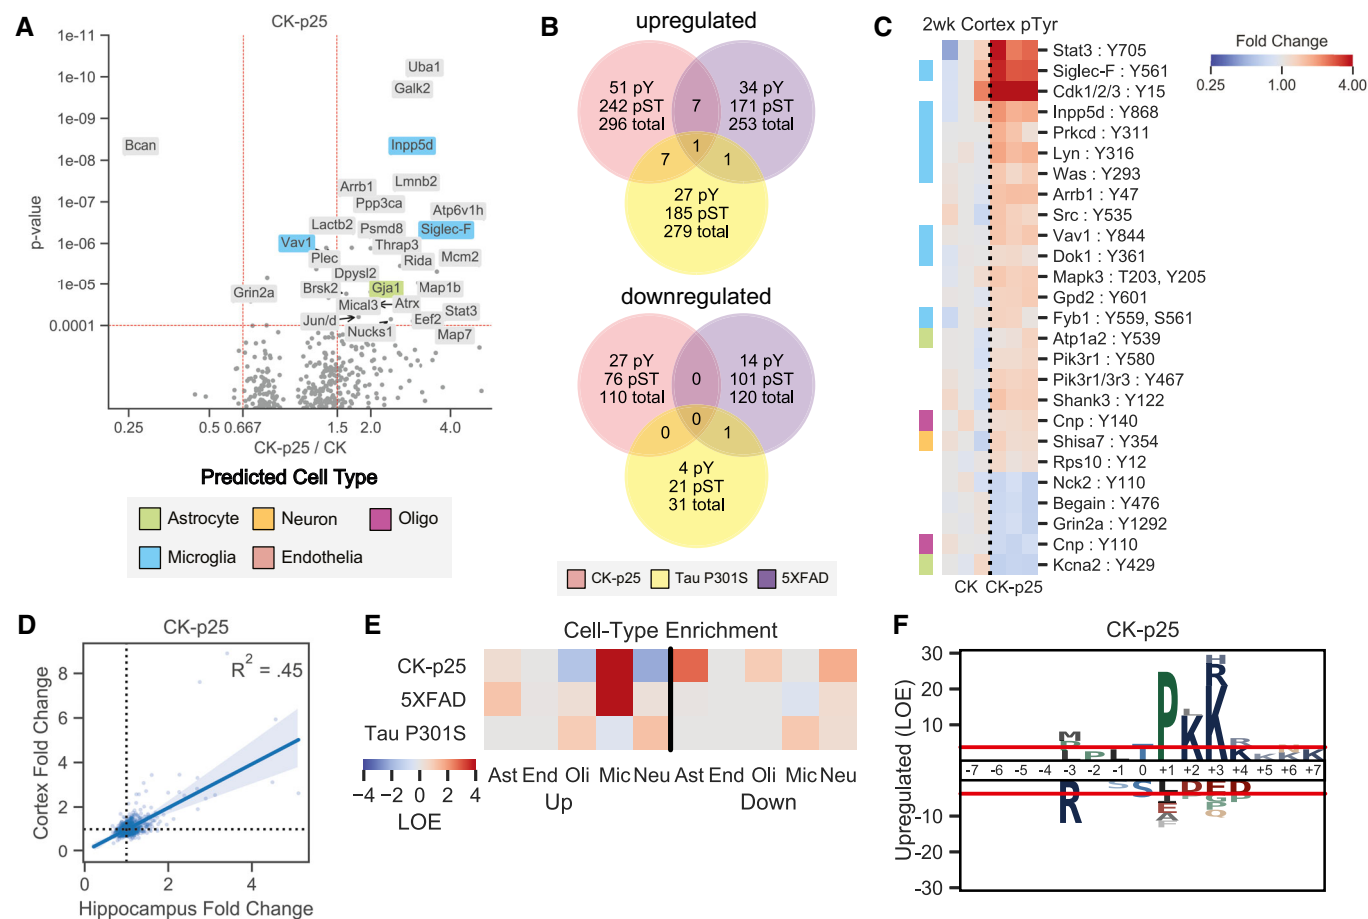 A
CK-p25
p-value
1e-11
1e-10
1e-09
1e-08
1e-07
1e-06
1e-05
0.0001
Uba1
Galk2
Bcan
Inpp5d
Lmnb2
Arrb1
Ppp3ca
Atp6v1h
Lactb2
Psmd8
Siglec-F
Vav1
Thrap3
Plec
Rida
Mcm2
Dpysl2
Grin2a
Brsk2
Gja1
Map1b
Mical3
Atrx
Stat3
Jun/d
Eef2
Nucks1
Map7
0.25
0.5
0.667
1.5
2.0
4.0
CK-p25 / CK
Predicted Cell Type
Astrocyte
Neuron
Oligo
Microglia
Endothelia
B
upregulated
51 pY
242 pST
296 total
7
34 pY
171 pST
253 total
7
1
1
27 pY
185 pST
279 total
downregulated
27 pY
76 pST
110 total
0
14 pY
101 pST
120 total
0
0
1
4 pY
21 pST
31 total
CK-p25
Tau P301S
5XFAD
C
2wk Cortex pTyr
Stat3 : Y705
Siglec-F : Y561
Cdk1/2/3 : Y15
Inpp5d : Y868
Prkcd : Y311
Lyn : Y316
Was : Y293
Arrb1 : Y47
Src : Y535
Vav1 : Y844
Dok1 : Y361
Mapk3 : T203, Y205
Gpd2 : Y601
Fyb1 : Y559, S561
Atp1a2 : Y539
Pik3r1 : Y580
Pik3r1/3r3 : Y467
Shank3 : Y122
Cnp : Y140
Shisa7 : Y354
Rps10 : Y12
Nck2 : Y110
Begain : Y476
Grin2a : Y1292
Cnp : Y110
Kcna2 : Y429
CK
CK-p25
Fold Change
0.25
1.00
4.00
D
CK-p25
R2 = .45
Cortex Fold Change
8
6
4
2
0
0
2
4
Hippocampus Fold Change
E
Cell-Type Enrichment
CK-p25
5XFAD
Tau P301S
Ast End Oli Mic Neu Ast End Oli Mic Neu
Up
Down
−4 −2 0 2 4
LOE
F
CK-p25
Upregulated (LOE)
30
20
10
-10
-20
-30
-7 -6 -5 -4 -3 -2 -1 0 +1 +2 +3 +4 +5 +6 +7
M
L
P
L
T
P
K
H
R
K
R
K
K
K
K
R
S
S
L
E
A
P
E
G
P
Q
D